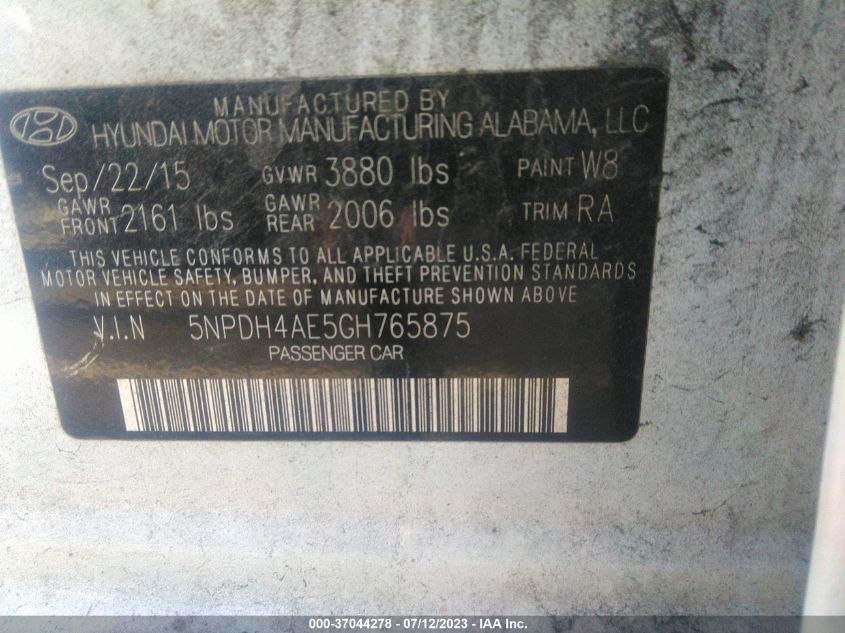 MANUFACTURED BY
HYUNDAI MOTOR MANUFACTURING ALABAMA, LLC
Sep/22/15 GVWR 3880 lbs PAINT W8
GAWR FRONT 2161 lbs GAWR REAR 2006 lbs TRIM RA
THIS VEHICLE CONFORMS TO ALL APPLICABLE U.S.A. FEDERAL
MOTOR VEHICLE SAFETY, BUMPER, AND THEFT PREVENTION STANDARDS
IN EFFECT ON THE DATE OF MANUFACTURE SHOWN ABOVE
V.I.N 5NPDH4AE5GH765875
PASSENGER CAR
000-37044278 - 07/12/2023 - IAA Inc.